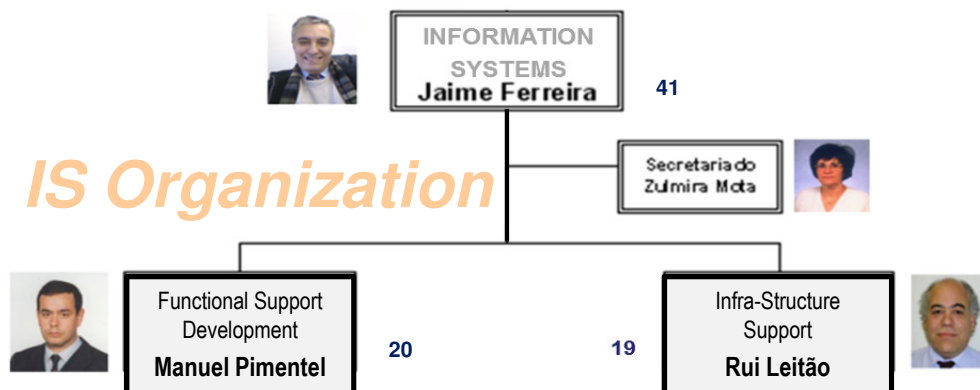 INFORMATION
SYSTEMS
Jaime Ferreira
41
Secretariado
Zulmira Mota
IS Organization
Functional Support
Development
Manuel Pimentel
20
19
Infra-Structure
Support
Rui Leitão